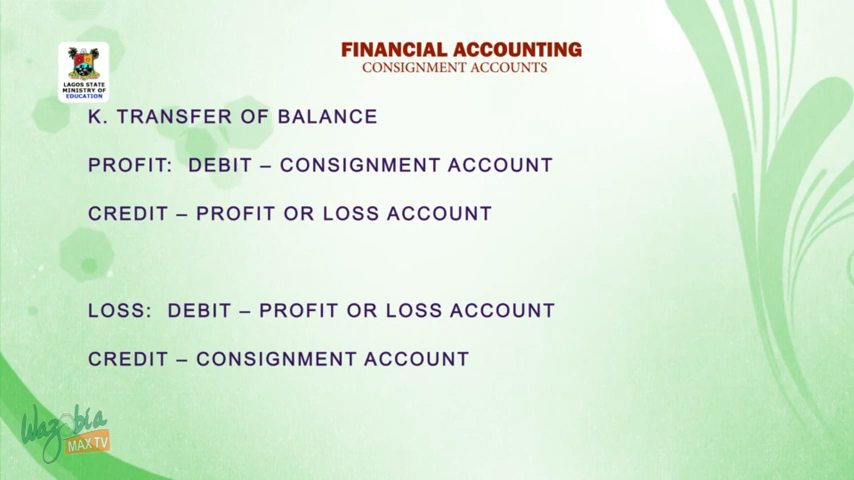 FINANCIAL ACCOUNTING
CONSIGNMENT ACCOUNTS
LAGOS STATE
MINISTRY OF
EDUCATION
K. TRANSFER OF BALANCE
PROFIT: DEBIT – CONSIGNMENT ACCOUNT
CREDIT – PROFIT OR LOSS ACCOUNT
LOSS: DEBIT – PROFIT OR LOSS ACCOUNT
CREDIT – CONSIGNMENT ACCOUNT
Wazobia
MAX TV